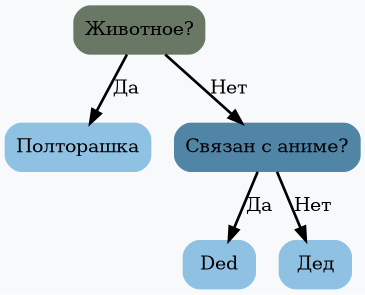 Животное?
Да
Нет
Полторашка
Связан с аниме?
Да
Нет
Ded
Дед